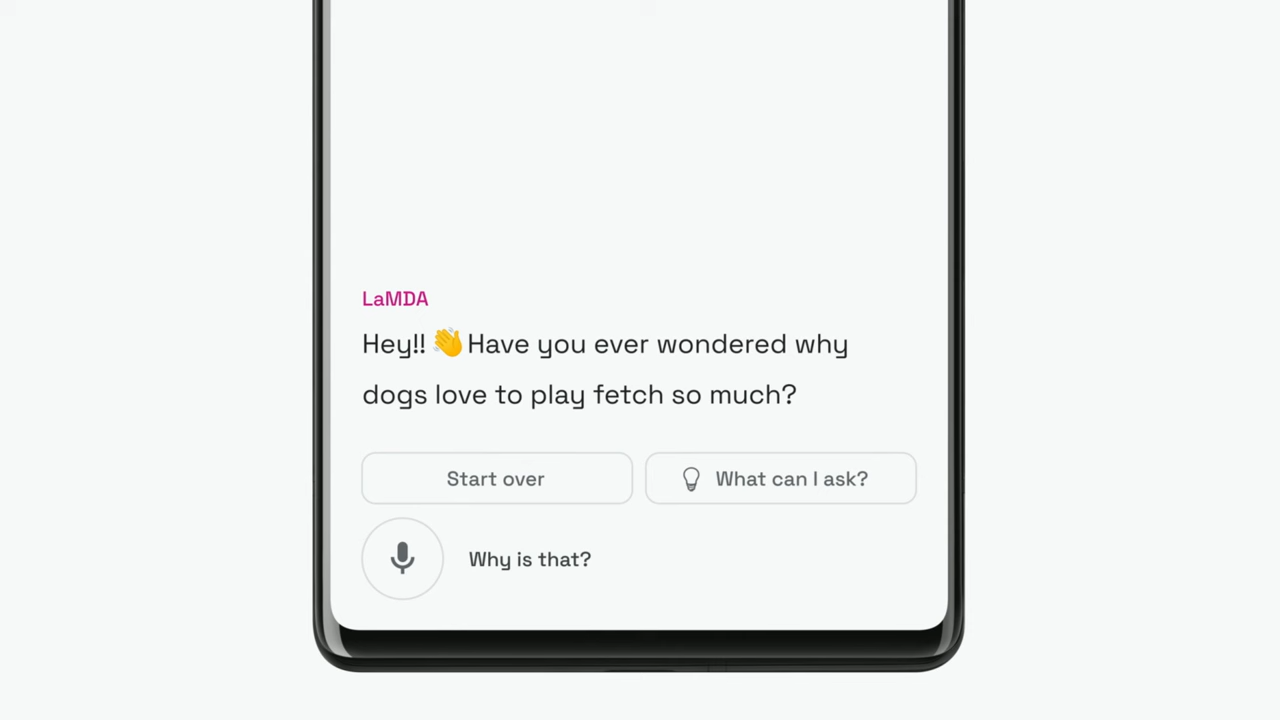 LaMDA
Hey!! 👋 Have you ever wondered why
dogs love to play fetch so much?
Start over
What can I ask?
Why is that?